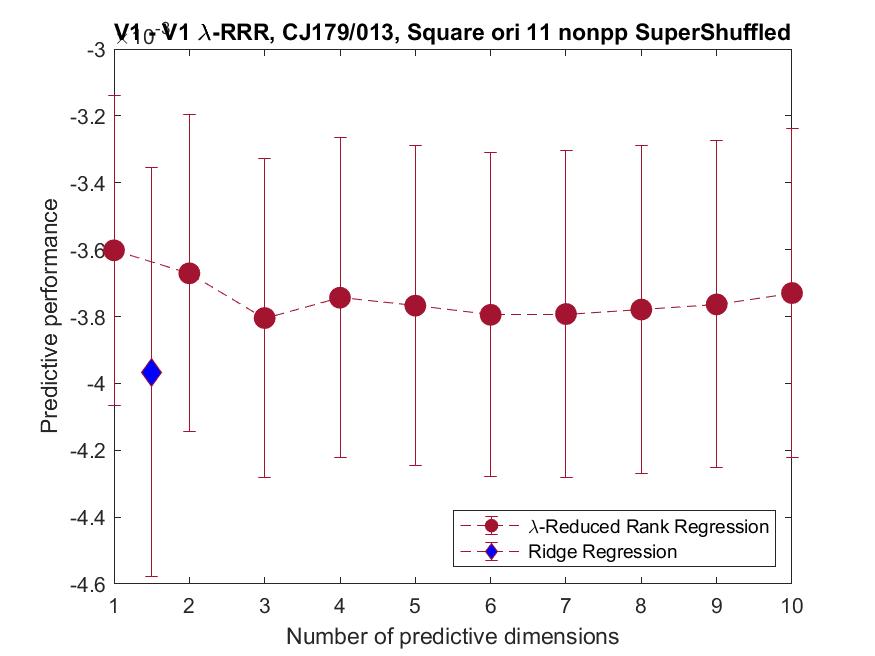 V1 - V1 λ-RRR, CJ179/013, Square ori 11 nonpp SuperShuffled
×10-3
-3
-3.2
-3.4
-3.6
-3.8
-4
-4.2
-4.4
-4.6
Predictive performance
λ-Reduced Rank Regression
Ridge Regression
1 2 3 4 5 6 7 8 9 10
Number of predictive dimensions